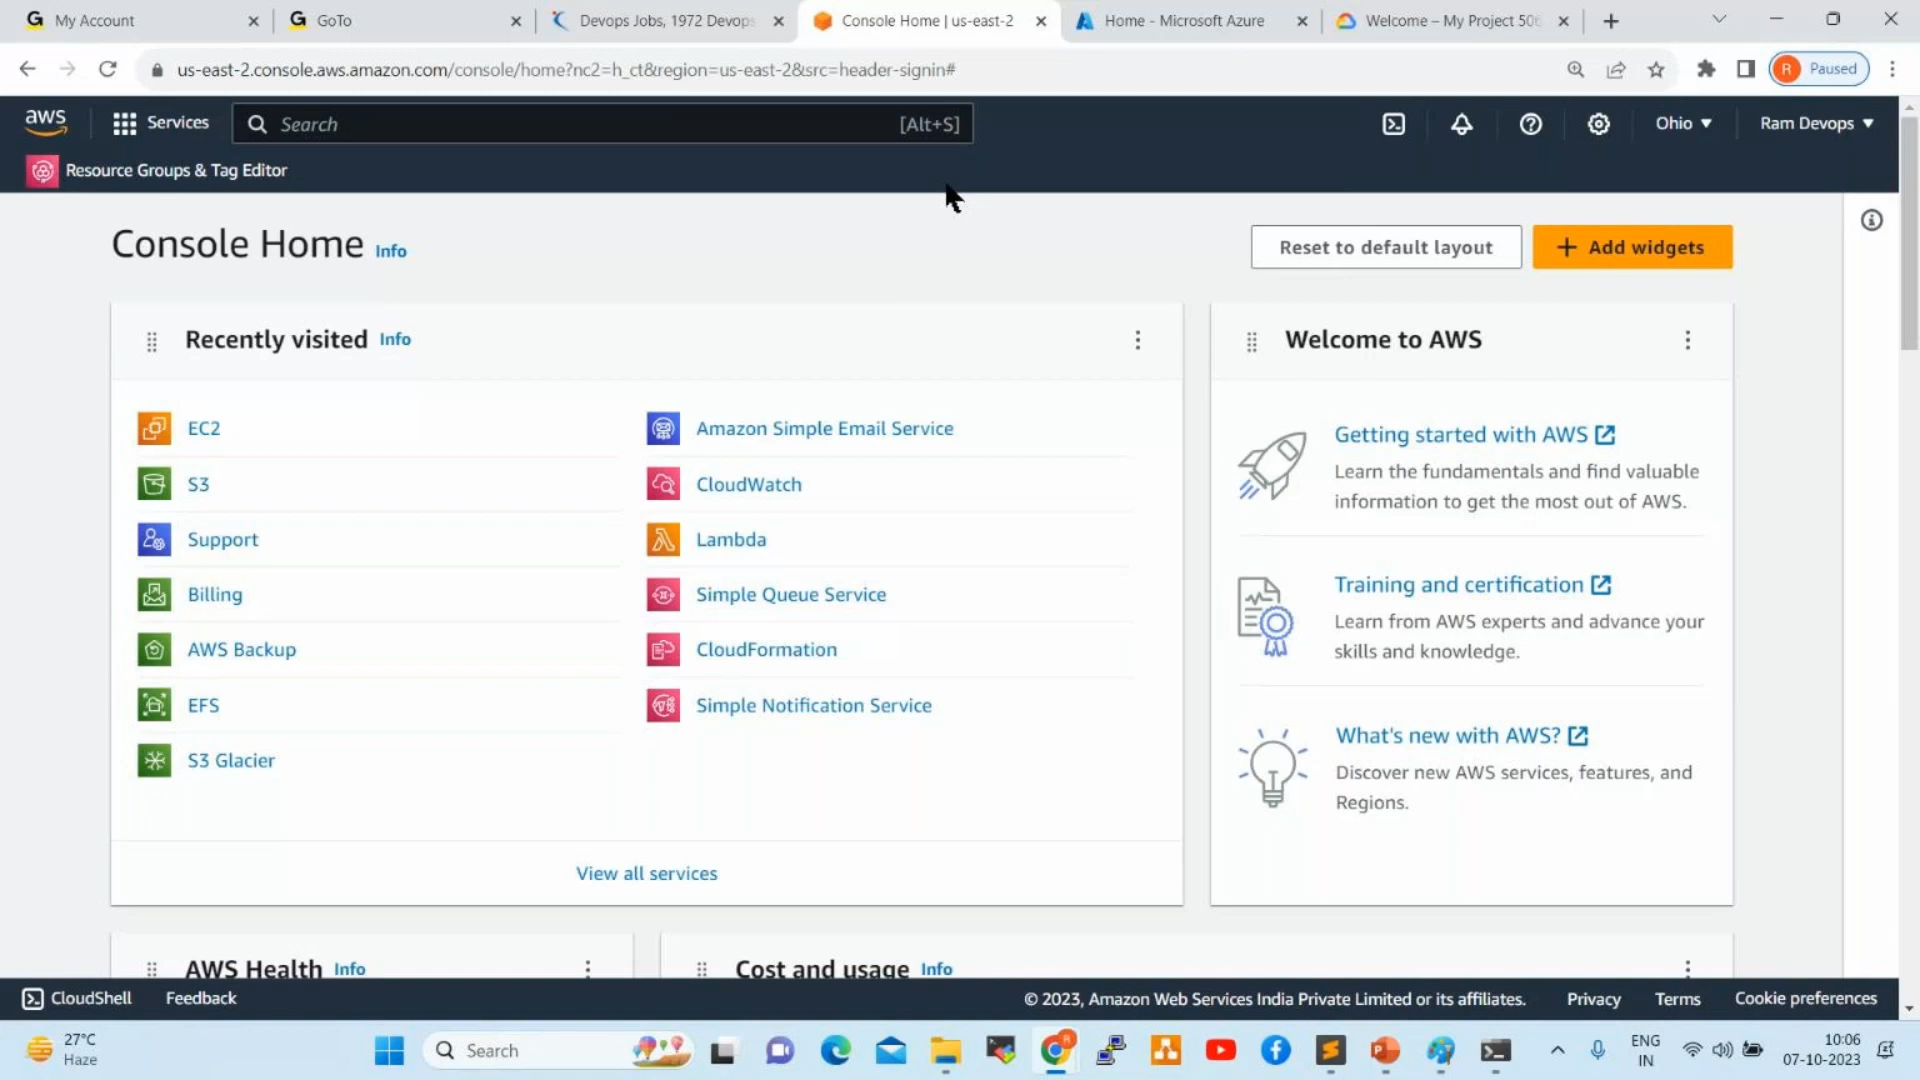 My Account
GoTo
Devops Jobs, 1972 Devops
Console Home | us-east-2
Home - Microsoft Azure
Welcome – My Project 506
us-east-2.console.aws.amazon.com/console/home?nc2=h_ct&region=us-east-2&src=header-signin#
R Paused
aws Services Search [Alt+S] Ohio Ram Devops
Resource Groups & Tag Editor
Console Home Info
Reset to default layout
Add widgets
Recently visited Info
EC2
S3
Support
Billing
AWS Backup
EFS
S3 Glacier
Amazon Simple Email Service
CloudWatch
Lambda
Simple Queue Service
CloudFormation
Simple Notification Service
View all services
Welcome to AWS
Getting started with AWS
Learn the fundamentals and find valuable
information to get the most out of AWS.
Training and certification
Learn from AWS experts and advance your
skills and knowledge.
What's new with AWS?
Discover new AWS services, features, and
Regions.
AWS Health Info
Cost and usage Info
CloudShell Feedback © 2023, Amazon Web Services India Private Limited or its affiliates. Privacy Terms Cookie preferences
27°C
Haze
Search
ENG
IN
10:06
07-10-2023